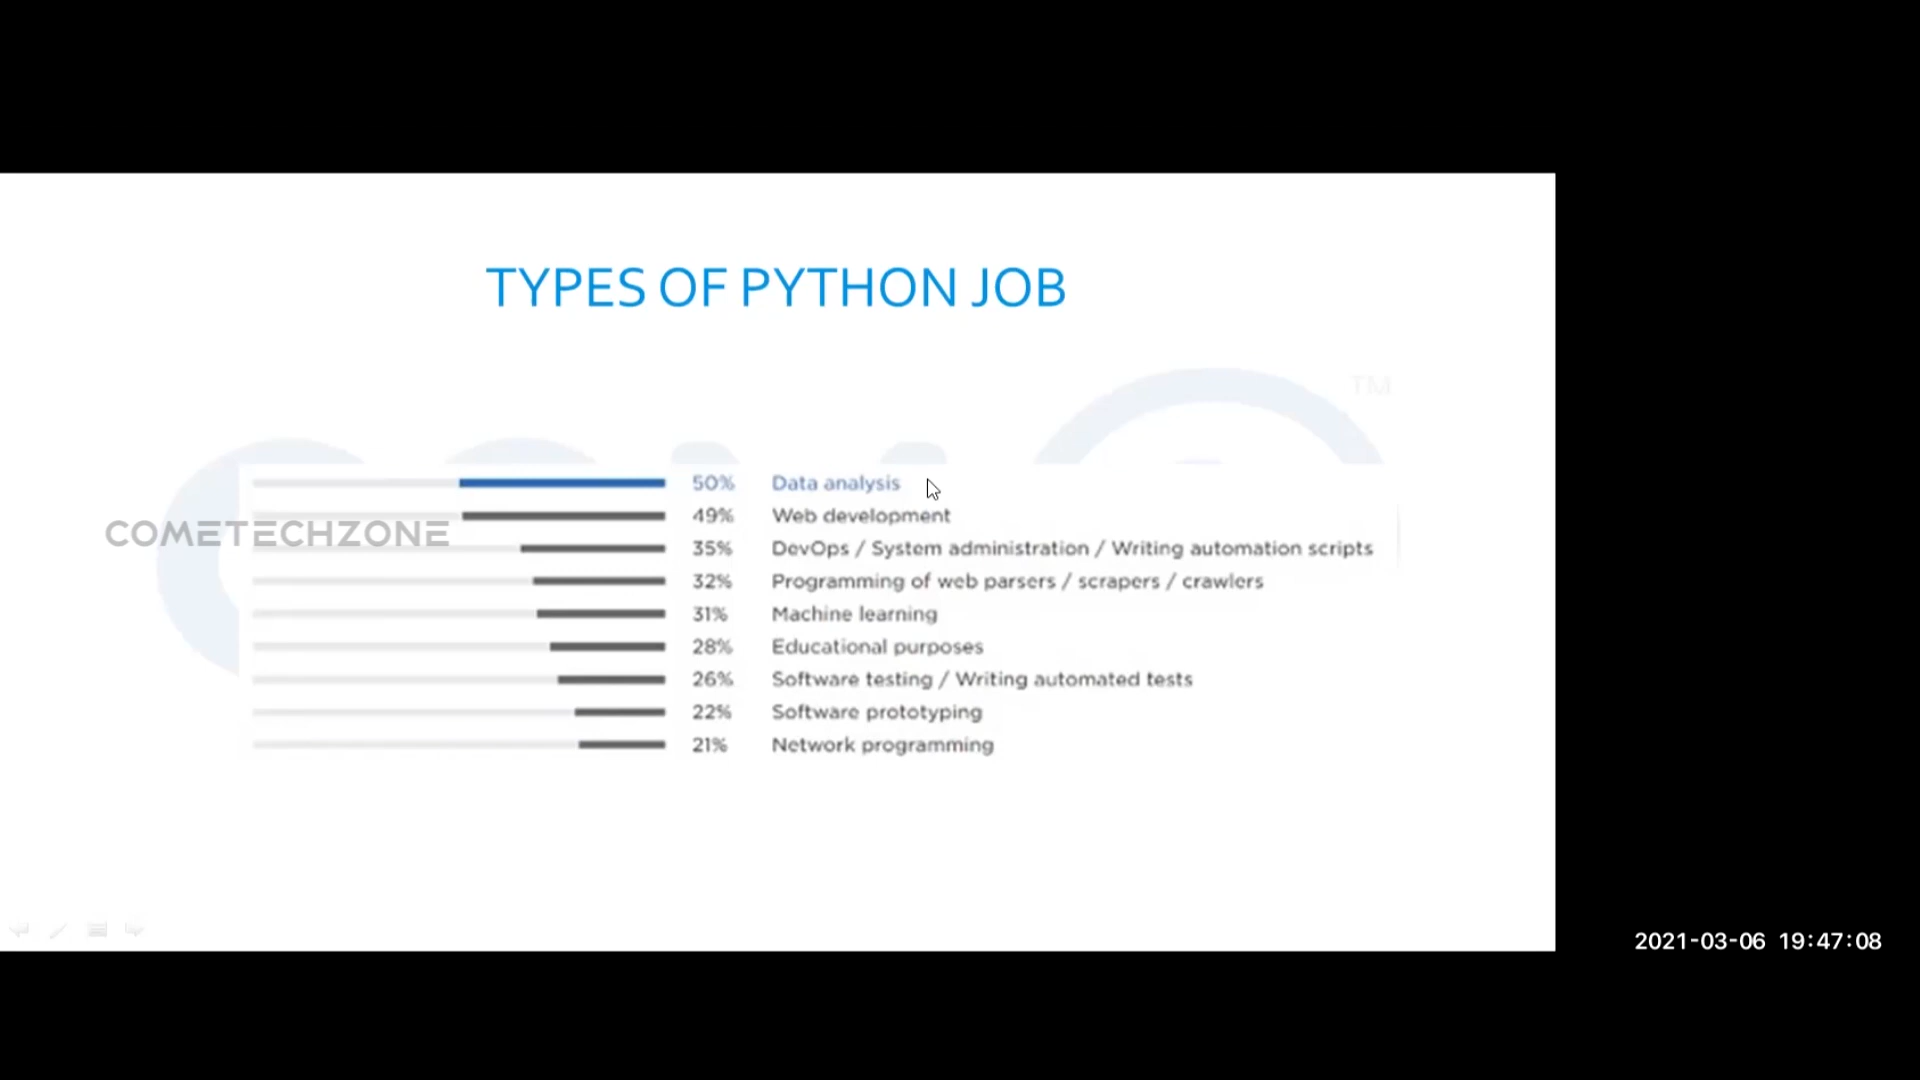 TYPES OF PYTHON JOB
TM
50% Data analysis
49% Web development
COMETECHZONE
35% DevOps / System administration / Writing automation scripts
32% Programming of web parsers / scrapers / crawlers
31% Machine learning
28% Educational purposes
26% Software testing / Writing automated tests
22% Software prototyping
21% Network programming
2021-03-06 19:47:08